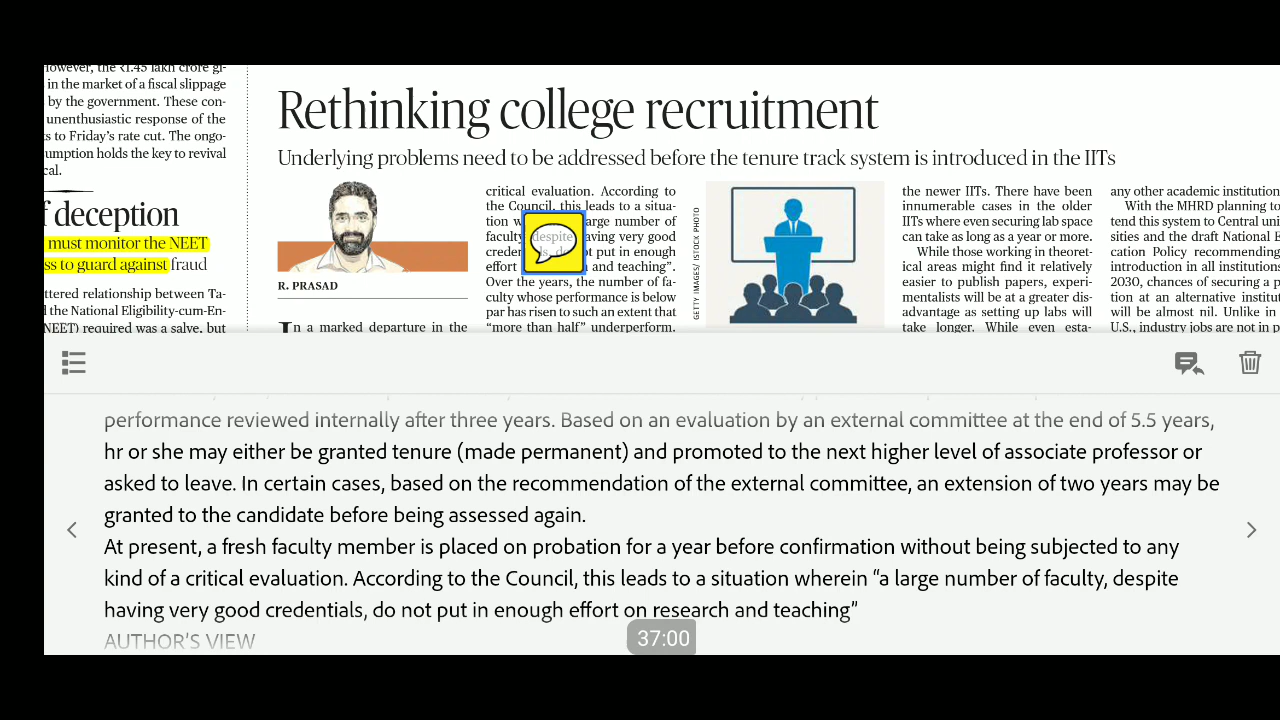 However, the ₹1.45 lakh crore gi-
in the market of a fiscal slippage
by the government. These con-
unenthusiastic response of the
s to Friday's rate cut. The ongo-
umption holds the key to revival
cal.
f deception
must monitor the NEET
ss to guard against fraud
ttered relationship between Ta-
d the National Eligibility-cum-En-
NEET) required was a salve, but
Rethinking college recruitment
Underlying problems need to be addressed before the tenure track system is introduced in the IITs
R. PRASAD
In a marked departure in the
critical evaluation. According to
the Council, this leads to a situa-
tion w arge number of
faculty, despite aving very good
creden ls, do t put in enough
effort and teaching".
Over the years, the number of fa-
culty whose performance is below
par has risen to such an extent that
"more than half" underperform.
GETTY IMAGES/ ISTOCK PHOTO
the newer IITs. There have been
innumerable cases in the older
IITs where even securing lab space
can take as long as a year or more.
While those working in theoret-
ical areas might find it relatively
easier to publish papers, experi-
mentalists will be at a greater dis-
advantage as setting up labs will
take longer. While even esta-
any other academic institution
With the MHRD planning to
tend this system to Central uni
sities and the draft National E
cation Policy recommending
introduction in all institutions
2030, chances of securing a p
tion at an alternative institu
will be almost nil. Unlike in
U.S., industry jobs are not in p
performance reviewed internally after three years. Based on an evaluation by an external committee at the end of 5.5 years,
hr or she may either be granted tenure (made permanent) and promoted to the next higher level of associate professor or
asked to leave. In certain cases, based on the recommendation of the external committee, an extension of two years may be
granted to the candidate before being assessed again.
At present, a fresh faculty member is placed on probation for a year before confirmation without being subjected to any
kind of a critical evaluation. According to the Council, this leads to a situation wherein “a large number of faculty, despite
having very good credentials, do not put in enough effort on research and teaching”
AUTHOR'S VIEW
37:00